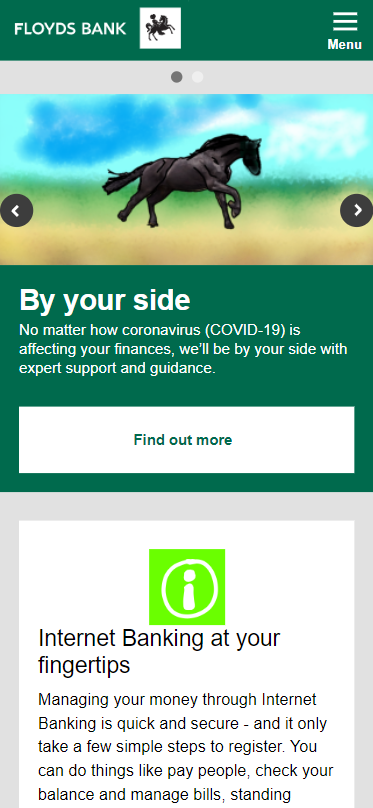 FLOYDS BANK
Menu
By your side
No matter how coronavirus (COVID-19) is
affecting your finances, we'll be by your side with
expert support and guidance.
Find out more
Internet Banking at your
fingertips
Managing your money through Internet
Banking is quick and secure - and it only
take a few simple steps to register. You
can do things like pay people, check your
balance and manage bills, standing